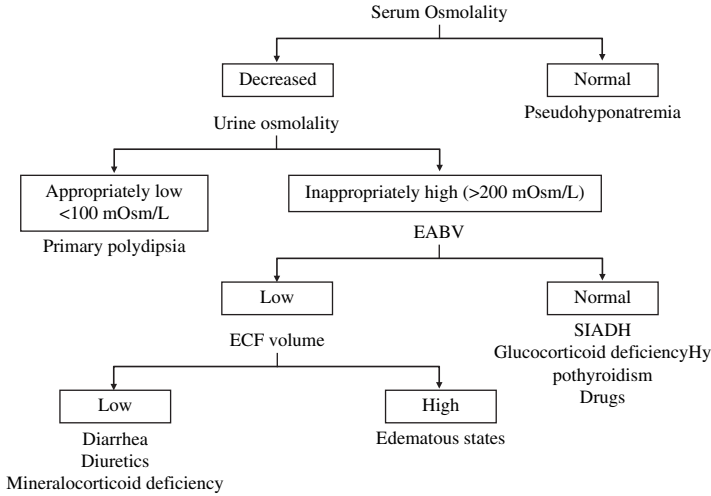 Serum Osmolality
Decreased
Normal
Pseudohyponatremia
Urine osmolality
Appropriately low
<100 mOsm/L
Primary polydipsia
Inappropriately high (>200 mOsm/L)
EABV
Low
Normal
SIADH
Glucocorticoid deficiencyHy
pothyroidism
Drugs
ECF volume
Low
Diarrhea
Diuretics
Mineralocorticoid deficiency
High
Edematous states